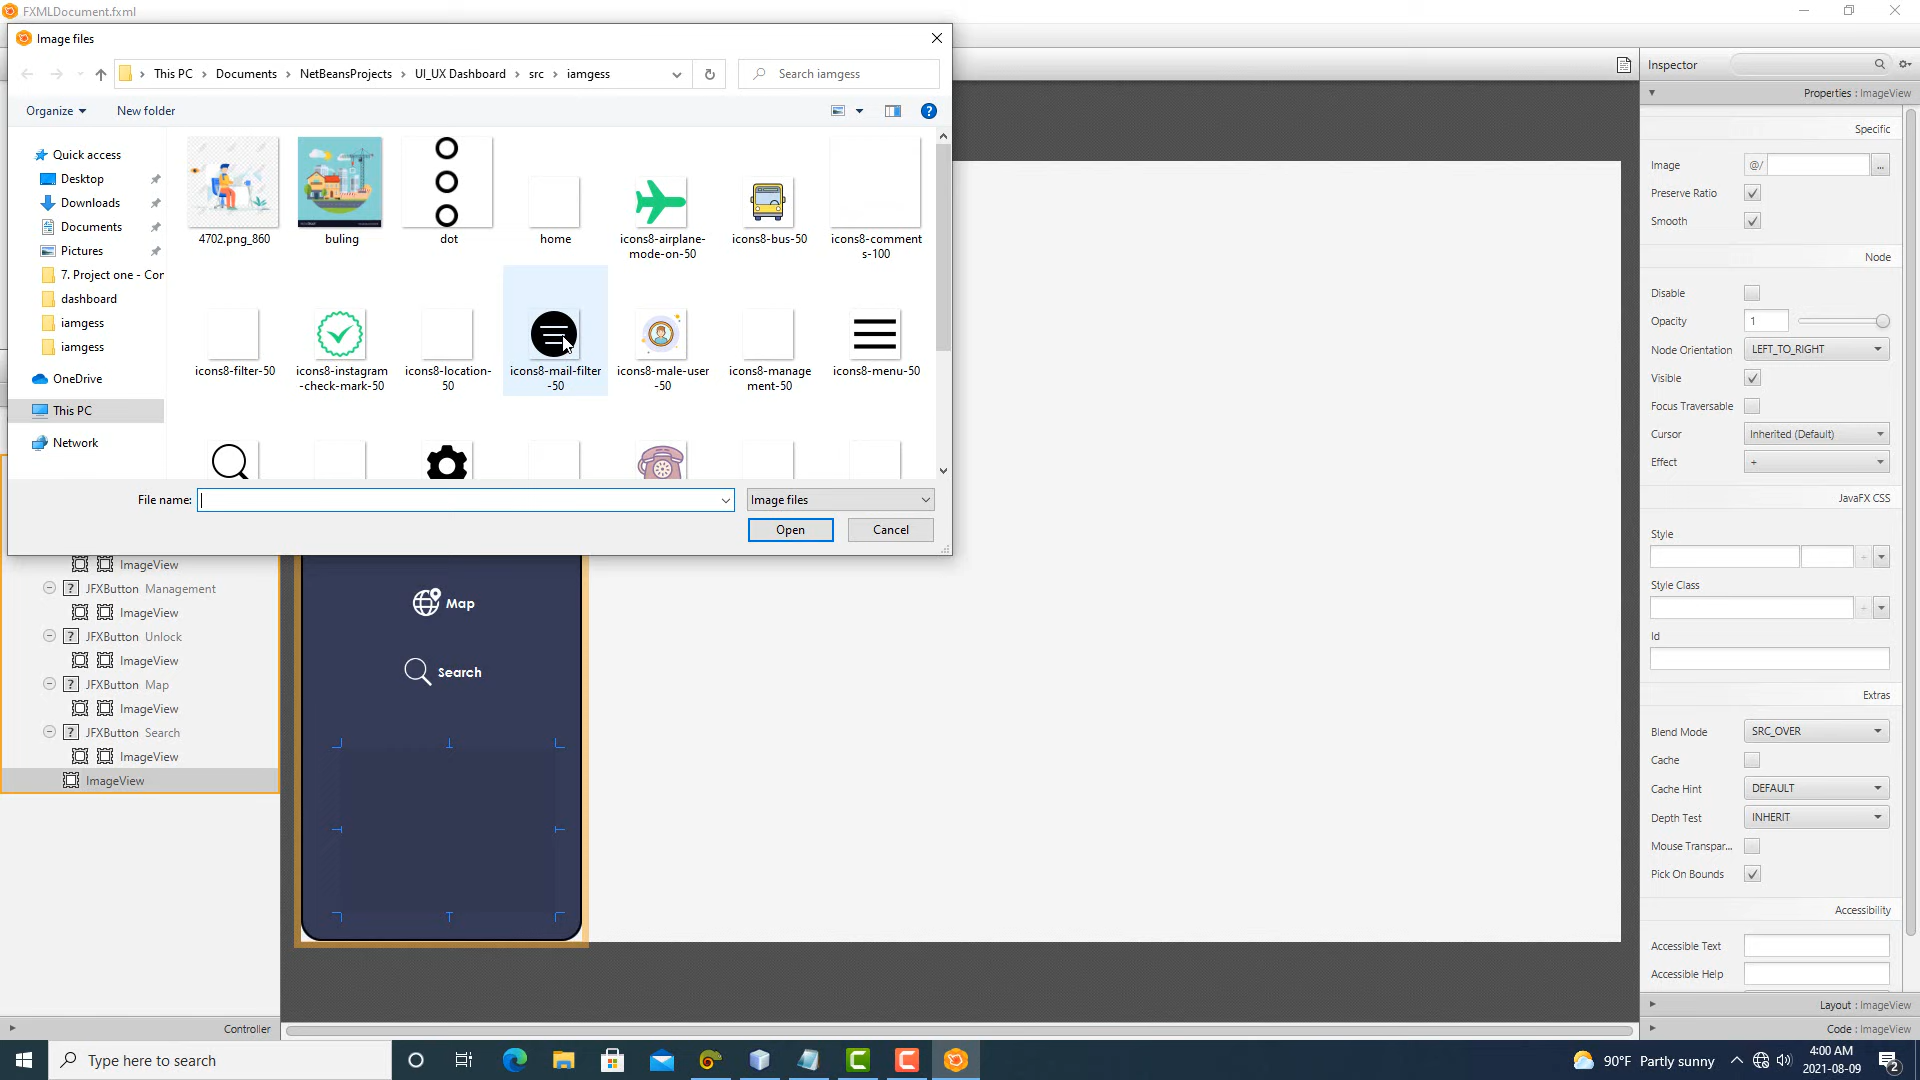 FXMLDocument.fxml
Image files
This PC > Documents > NetBeansProjects > UI_UX Dashboard > src > iamgess
Search iamgess
Organize
New folder
Quick access
Desktop
Downloads
Documents
Pictures
7. Project one - Cor
dashboard
iamgess
iamgess
OneDrive
This PC
Network
4702.png_860
buling
dot
home
icons8-airplane-
mode-on-50
icons8-bus-50
icons8-comment
s-100
icons8-filter-50
icons8-instagram
-check-mark-50
icons8-location-
50
icons8-mail-filter
-50
icons8-male-user
-50
icons8-manage
ment-50
icons8-menu-50
File name:
Image files
Open
Cancel
ImageView
JFXButton Management
ImageView
JFXButton Unlock
ImageView
JFXButton Map
ImageView
JFXButton Search
ImageView
ImageView
Controller
Map
Search
Inspector
Properties : ImageView
Specific
Image
@/
...
Preserve Ratio
Smooth
Node
Disable
Opacity
1
Node Orientation
LEFT_TO_RIGHT
Visible
Focus Traversable
Cursor
Inherited (Default)
Effect
+
JavaFX CSS
Style
Style Class
Id
Extras
Blend Mode
SRC_OVER
Cache
Cache Hint
DEFAULT
Depth Test
INHERIT
Mouse Transpar...
Pick On Bounds
Accessibility
Accessible Text
Accessible Help
Layout : ImageView
Code : ImageView
Type here to search
90°F Partly sunny
4:00 AM
2021-08-09
2